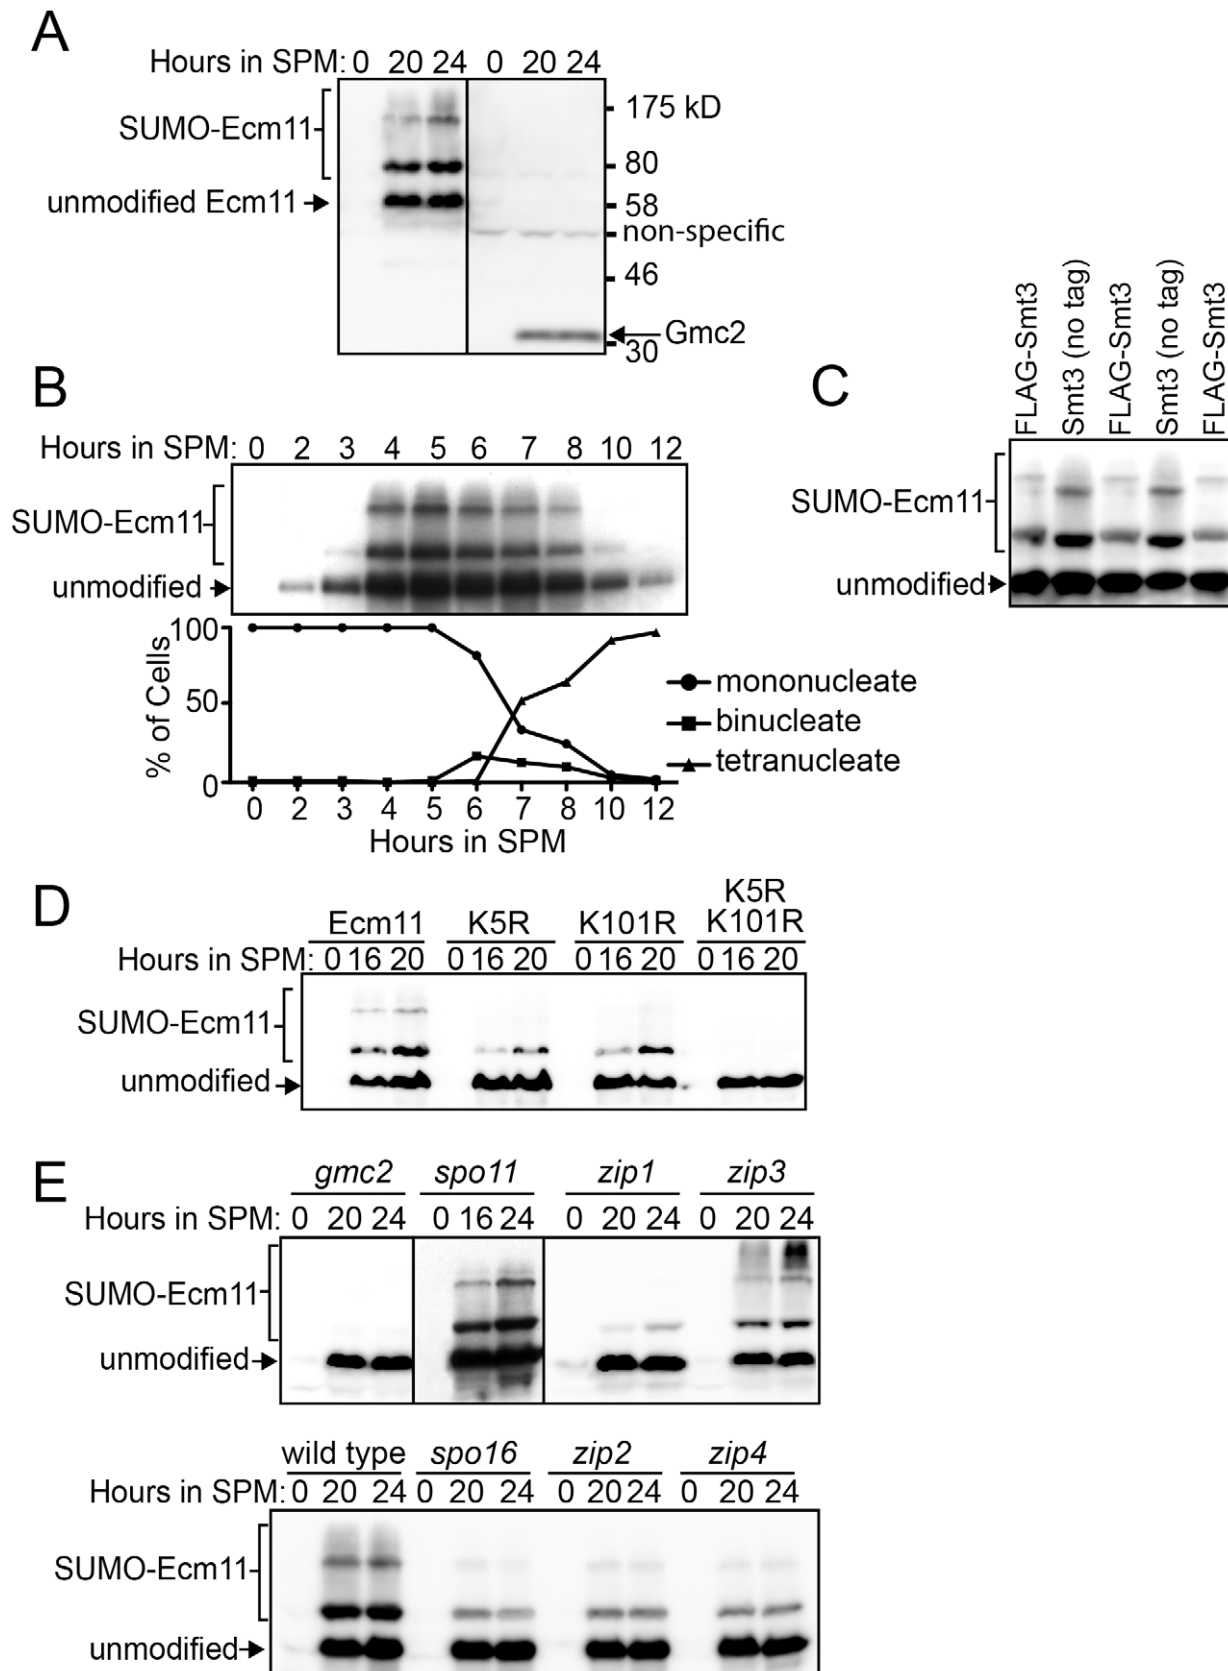 A
Hours in SPM: 0 20 24 0 20 24
SUMO-Ecm11
unmodified Ecm11
175 kD
80
58
non-specific
46
Gmc2
30
B
Hours in SPM: 0 2 3 4 5 6 7 8 10 12
SUMO-Ecm11
unmodified
100
50
0
% of Cells
0 2 3 4 5 6 7 8 10 12
Hours in SPM
mononucleate
binucleate
tetranucleate
C
FLAG-Smt3
Smt3 (no tag)
FLAG-Smt3
Smt3 (no tag)
FLAG-Smt3
SUMO-Ecm11
unmodified
D
Ecm11 K5R K101R K5R
K101R
Hours in SPM: 0 16 20 0 16 20 0 16 20 0 16 20
SUMO-Ecm11
unmodified
E
gmc2 spo11 zip1 zip3
Hours in SPM: 0 20 24 0 16 24 0 20 24 0 20 24
SUMO-Ecm11
unmodified
wild type spo16 zip2 zip4
Hours in SPM: 0 20 24 0 20 24 0 20 24 0 20 24
SUMO-Ecm11
unmodified